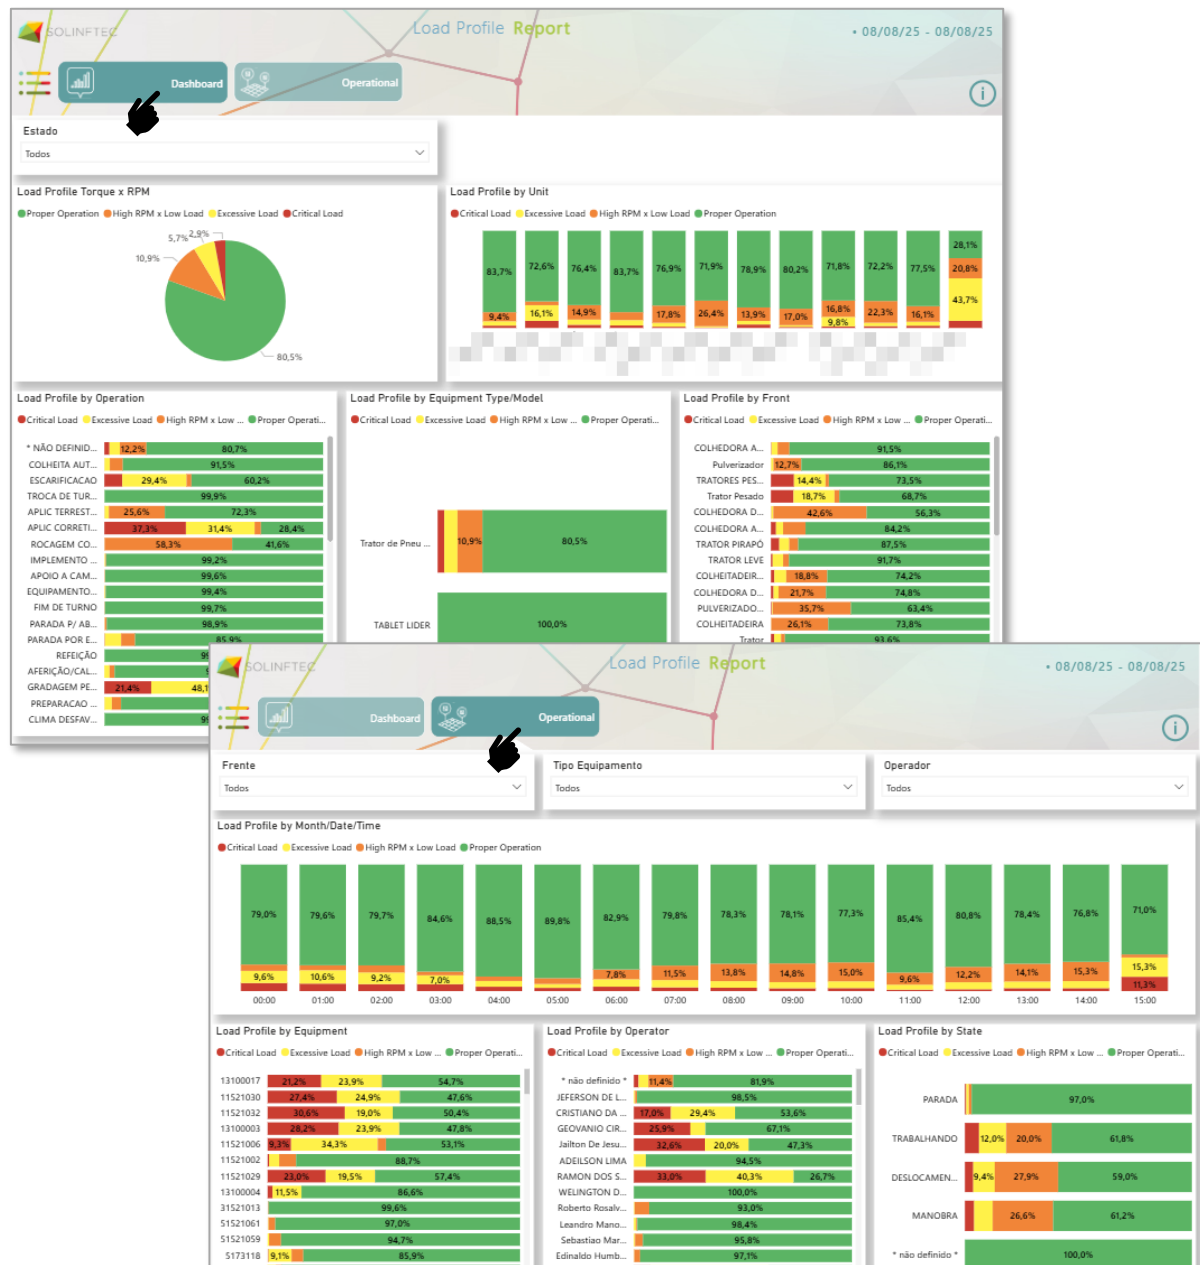 SOLINFTEC
Load Profile Report
• 08/08/25 - 08/08/25
Dashboard
Operational
Estado
Todos
Load Profile Torque x RPM
Proper Operation High RPM x Low Load Excessive Load Critical Load
5,7%
2,9%
10,9%
80,5%
Load Profile by Unit
Critical Load Excessive Load High RPM x Low Load Proper Operation
83,7% 72,6% 76,4% 83,7% 76,9% 71,9% 78,9% 80,2% 71,8% 72,2% 77,5% 28,1%
9,4% 16,1% 14,9% 17,8% 26,4% 13,9% 17,0% 16,8% 22,3% 16,1% 20,8%
9,8% 43,7%
Load Profile by Operation
Critical Load Excessive Load High RPM x Low ... Proper Operati...
* NÃO DEFINID... 12,2% 80,7%
COLHEITA AUT... 91,5%
ESCARIFICACAO 29,4% 60,2%
TROCA DE TUR... 99,9%
APLIC TERREST... 25,6% 72,3%
APLIC CORRETI... 37,3% 31,4% 28,4%
ROCAGEM CO... 58,3% 41,6%
IMPLEMENTO ... 99,2%
APOIO A CAM... 99,6%
EQUIPAMENTO... 99,4%
FIM DE TURNO 99,7%
PARADA P/ AB... 98,9%
PARADA POR E... 85,9%
REFEIÇÃO
AFERIÇÃO/CAL...
GRADAGEM PE... 21,4%
PREPARACAO ...
CLIMA DESFAV...
Load Profile by Equipment Type/Model
Critical Load Excessive Load High RPM x Low ... Proper Operati...
Trator de Pneu ... 10,9% 80,5%
TABLET LIDER 100,0%
Load Profile by Front
Critical Load Excessive Load High RPM x Low ... Proper Operati...
COLHEDORA A... 91,5%
Pulverizador 12,7% 86,1%
TRATORES PES... 14,4% 73,5%
Trator Pesado 18,7% 68,7%
COLHEDORA D... 42,6% 56,3%
COLHEDORA A... 84,2%
TRATOR PIRAPÓ 87,5%
TRATOR LEVE 91,7%
COLHEITADEIR... 18,8% 74,2%
COLHEDORA D... 21,7% 74,8%
PULVERIZADO... 35,7% 63,4%
COLHEITADEIRA 26,1% 73,8%
Trator 93,6%
SOLINFTEC
Load Profile Report
• 08/08/25 - 08/08/25
Dashboard
Operational
Frente
Todos
Tipo Equipamento
Todos
Operador
Todos
Load Profile by Month/Date/Time
Critical Load Excessive Load High RPM x Low Load Proper Operation
79,0% 79,6% 79,7% 84,6% 88,5% 89,8% 82,9% 79,8% 78,3% 78,1% 77,3% 85,4% 80,8% 78,4% 76,8% 71,0%
9,6% 10,6% 9,2% 7,0% 7,8% 11,5% 13,8% 14,8% 15,0% 9,6% 12,2% 14,1% 15,3% 15,3%
11,3%
00:00 01:00 02:00 03:00 04:00 05:00 06:00 07:00 08:00 09:00 10:00 11:00 12:00 13:00 14:00 15:00
Load Profile by Equipment
Critical Load Excessive Load High RPM x Low ... Proper Operati...
13100017 21,2% 23,9% 54,7%
11521030 27,4% 24,9% 47,6%
11521032 30,6% 19,0% 50,4%
13100003 28,2% 23,9% 47,8%
11521006 9,3% 34,3% 53,1%
11521002 88,7%
11521029 23,0% 19,5% 57,4%
13100004 11,5% 86,6%
31521013 99,6%
51521061 97,0%
51521059 94,7%
5173118 9,1% 85,9%
Load Profile by Operator
Critical Load Excessive Load High RPM x Low ... Proper Operati...
* não definido * 11,4% 81,9%
JEFERSON DE L... 98,5%
CRISTIANO DA ... 17,0% 29,4% 53,6%
GEOVANIO CIR... 25,9% 67,1%
Jailton De Jesu... 32,6% 20,0% 47,3%
ADEILSON LIMA 94,5%
RAMON DOS S... 33,0% 40,3% 26,7%
WELINGTON D... 100,0%
Roberto Rosalv... 93,0%
Leandro Mano... 98,4%
Sebastiao Mar... 95,8%
Edinaldo Humb... 97,1%
Load Profile by State
Critical Load Excessive Load High RPM x Low ... Proper Operati...
PARADA 97,0%
TRABALHANDO 12,0% 20,0% 61,8%
DESLOCAMEN... 9,4% 27,9% 59,0%
MANOBRA 26,6% 61,2%
* não definido * 100,0%